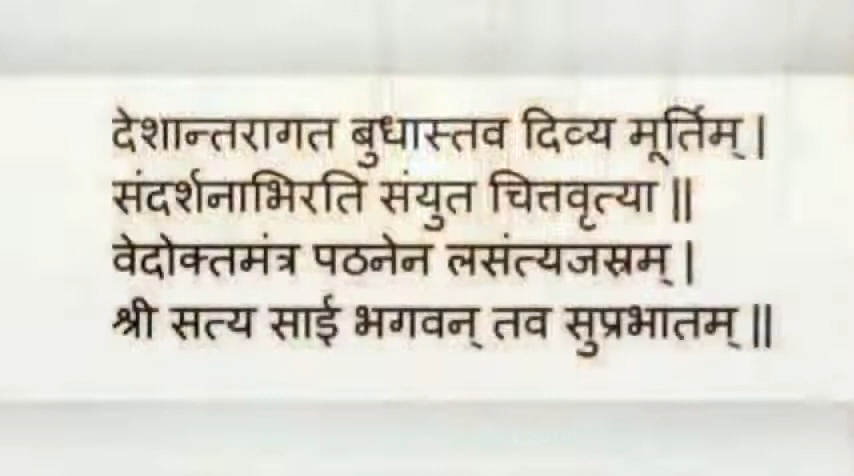 देशान्तरागत बुधास्तव दिव्य मूर्तिम् |
संदर्शनाभिरति संयुत चित्तवृत्या ||
वेदोक्तमंत्र पठनेन लसंत्यजस्रम् |
श्री सत्य साई भगवन् तव सुप्रभातम् ||